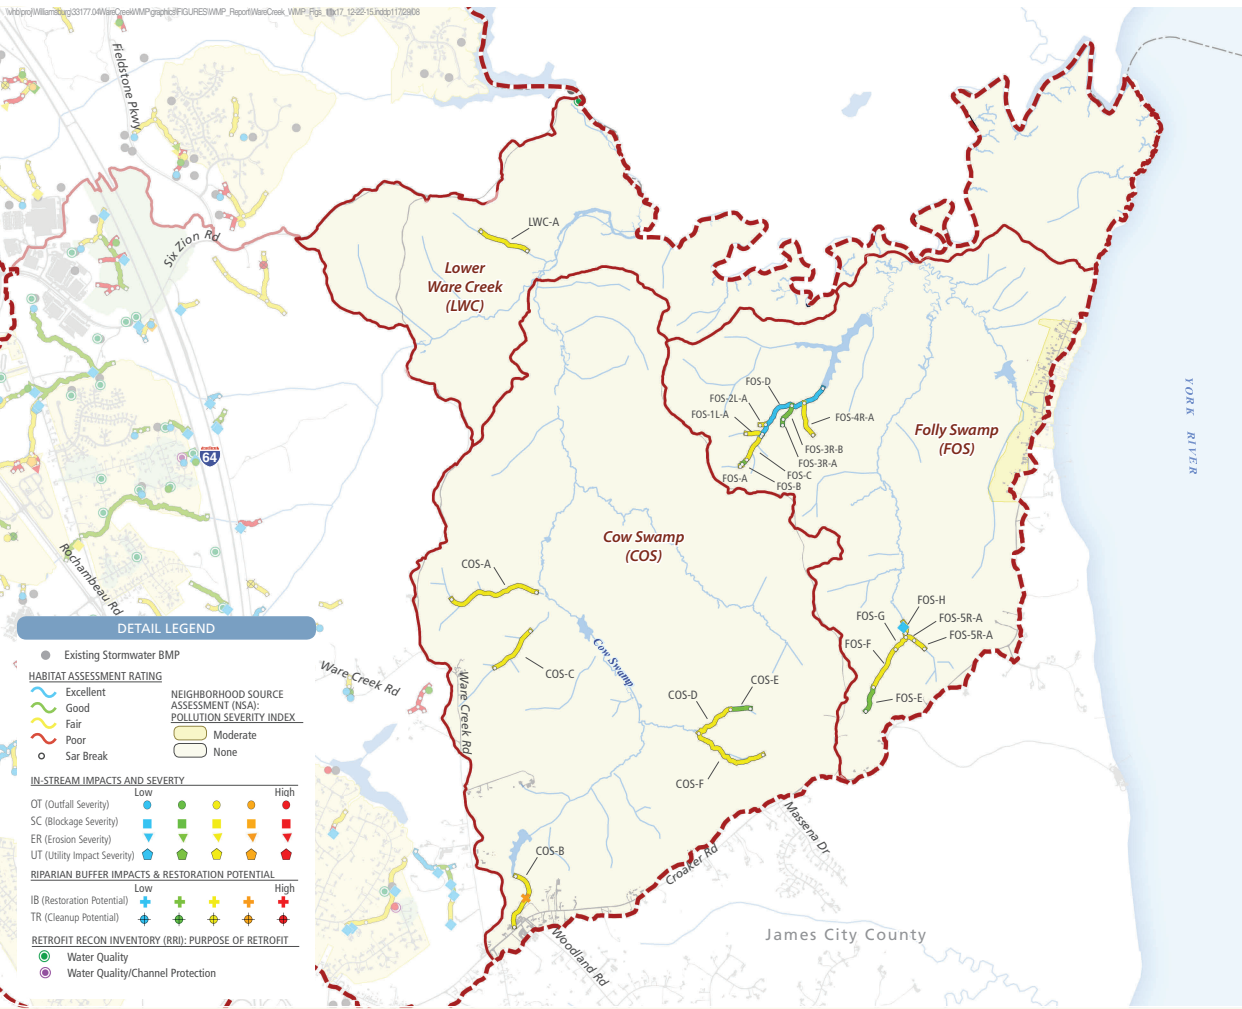 Fieldstone Pkwy
Six Zion Rd
LWC-A
Lower
Ware Creek
(LWC)
YORK RIVER
FOS-D
FOS-2L-A
FOS-1L-A
FOS-4R-A
FOS-3R-B
FOS-3R-A
FOS-C
FOS-A
FOS-B
Folly Swamp
(FOS)
INTERSTATE
64
Cow Swamp
(COS)
Rochambeau Rd
COS-A
COS-C
Cow Swamp
COS-D
COS-E
COS-F
FOS-H
FOS-G
FOS-5R-A
FOS-5R-A
FOS-F
FOS-E
Ware Creek Rd
Ware Creek Rd
COS-B
Massena Dr
Croaker Rd
Woodland Rd
James City County
DETAIL LEGEND
Existing Stormwater BMP
HABITAT ASSESSMENT RATING
Excellent
Good
Fair
Poor
Sar Break
NEIGHBORHOOD SOURCE
ASSESSMENT (NSA):
POLLUTION SEVERITY INDEX
Moderate
None
IN-STREAM IMPACTS AND SEVERTY
Low High
OT (Outfall Severity)
SC (Blockage Severity)
ER (Erosion Severity)
UT (Utility Impact Severity)
RIPARIAN BUFFER IMPACTS & RESTORATION POTENTIAL
Low High
IB (Restoration Potential)
TR (Cleanup Potential)
RETROFIT RECON INVENTORY (RRI): PURPOSE OF RETROFIT
Water Quality
Water Quality/Channel Protection